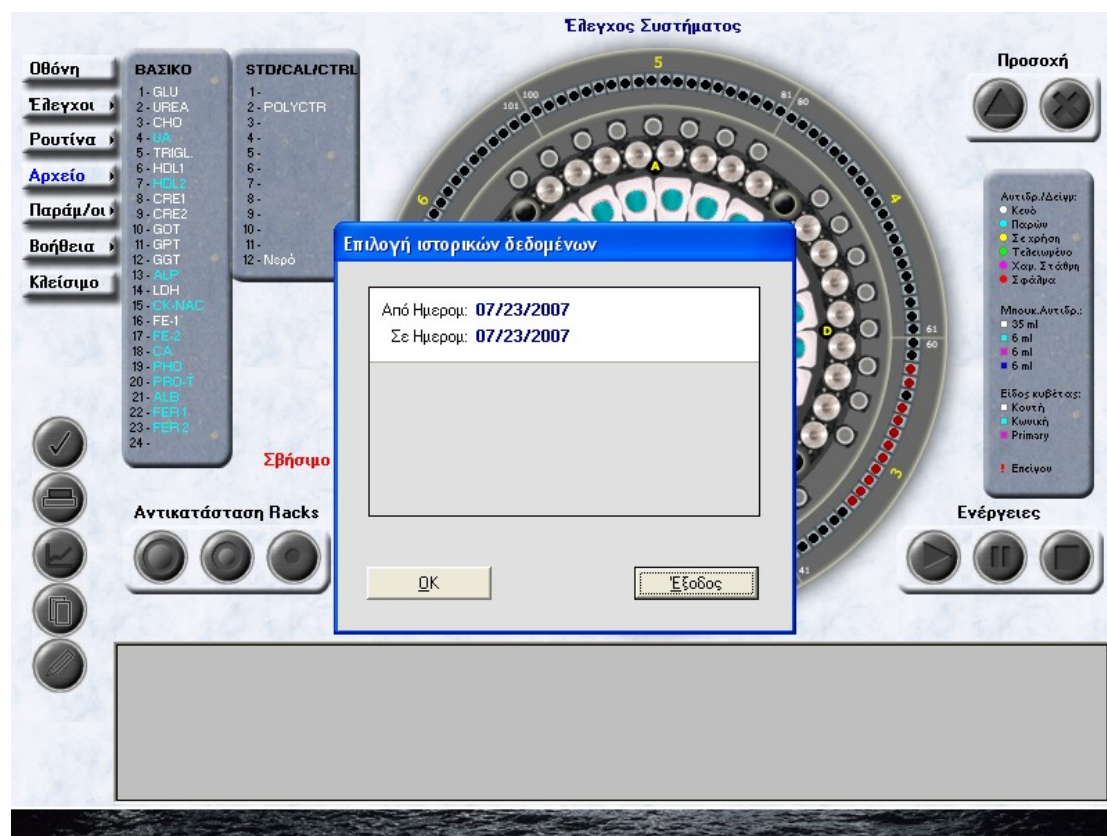 Έλεγχος Συστήματος
Οθόνη
Έλεγχοι
Ρουτίνα
Αρχείο
Παράμ/οι
Βοήθεια
Κλείσιμο
ΒΑΣΙΚΟ
1- GLU
2 - UREA
3 - CHO
4 - UA
5 - TRIGL.
6 - HDL1
7 - HDL2
8 - CRE1
9 - CRE2
10 - GOT
11 - GPT
12 - GGT
13 - ALP
14 - LDH
15 - CK-NAC
16 - FE-1
17 - FE-2
18 - CA
19 - PHO
20 - PRO-T
21 - ALB
22 - FER1
23 - FER2
24 -
STD/CAL/CTRL
1-
2 - POLYCTR
3 -
4 -
5 -
6 -
7 -
8 -
9 -
10 -
11 -
12 - Νερό
5
100
101
81
80
6
4
A
D
61
60
3
41
Επιλογή ιστορικών δεδομένων
Από Ημερομ: 07/23/2007
Σε Ημερομ: 07/23/2007
OK
Έξοδος
Σβήσιμο
Αντικατάσταση Racks
Προσοχή
Αντιδρ./Δείγμ:
Κενό
Παρών
Σε χρήση
Τελειωμένο
Χαμ. Στάθμη
Σφάλμα
Μπουκ.Αντιδρ.:
35 ml
6 ml
6 ml
6 ml
Είδος κυβέτας:
Κουτή
Κωνική
Primary
! Επείγον
Ενέργειες